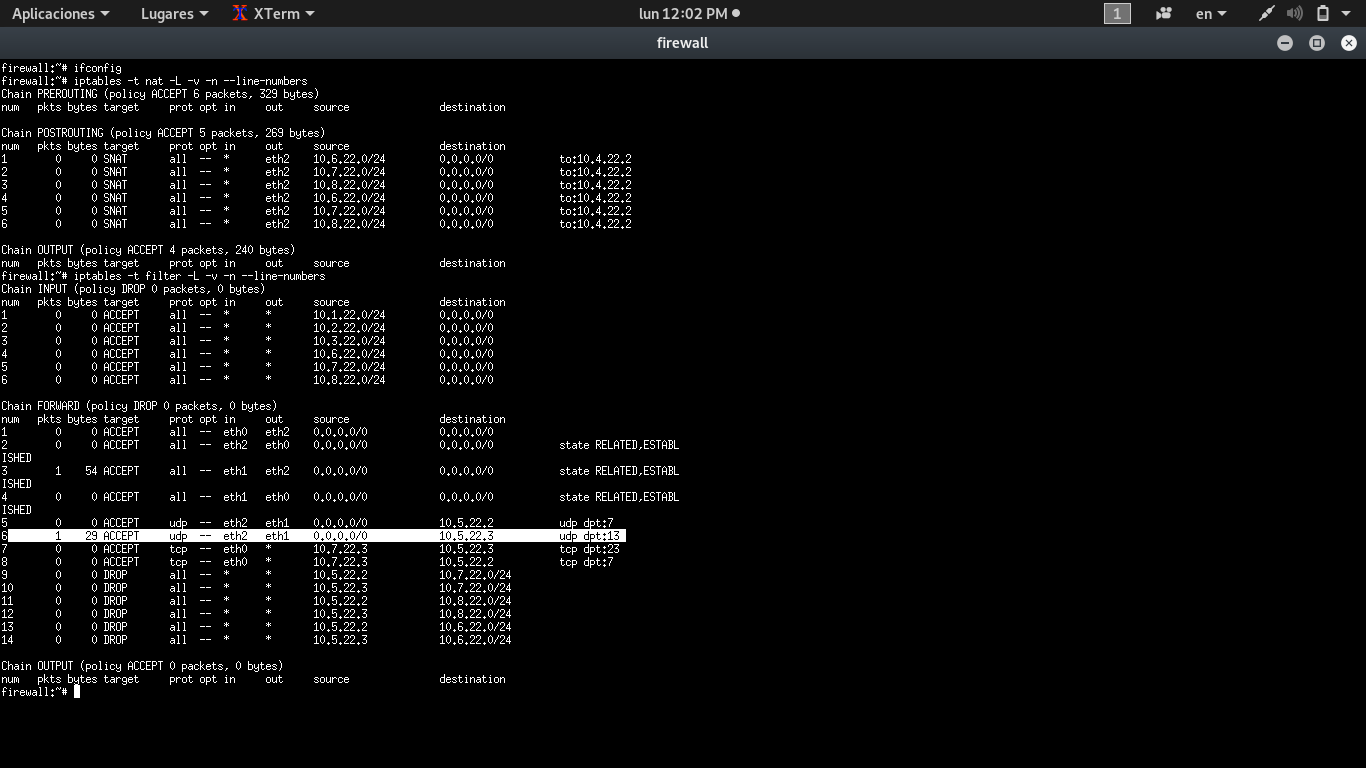 Aplicaciones Lugares XTerm lun 12:02 PM 1 en
firewall
firewall:~# ifconfig
firewall:~# iptables -t nat -L -v -n --line-numbers
Chain PREROUTING (policy ACCEPT 6 packets, 329 bytes)
num pkts bytes target prot opt in out source destination
Chain POSTROUTING (policy ACCEPT 5 packets, 269 bytes)
num pkts bytes target prot opt in out source destination
1 0 0 SNAT all -- * eth2 10.6.22.0/24 0.0.0.0/0 to:10.4.22.2
2 0 0 SNAT all -- * eth2 10.7.22.0/24 0.0.0.0/0 to:10.4.22.2
3 0 0 SNAT all -- * eth2 10.8.22.0/24 0.0.0.0/0 to:10.4.22.2
4 0 0 SNAT all -- * eth2 10.6.22.0/24 0.0.0.0/0 to:10.4.22.2
5 0 0 SNAT all -- * eth2 10.7.22.0/24 0.0.0.0/0 to:10.4.22.2
6 0 0 SNAT all -- * eth2 10.8.22.0/24 0.0.0.0/0 to:10.4.22.2
Chain OUTPUT (policy ACCEPT 4 packets, 240 bytes)
num pkts bytes target prot opt in out source destination
firewall:~# iptables -t filter -L -v -n --line-numbers
Chain INPUT (policy DROP 0 packets, 0 bytes)
num pkts bytes target prot opt in out source destination
1 0 0 ACCEPT all -- * * 10.1.22.0/24 0.0.0.0/0
2 0 0 ACCEPT all -- * * 10.2.22.0/24 0.0.0.0/0
3 0 0 ACCEPT all -- * * 10.3.22.0/24 0.0.0.0/0
4 0 0 ACCEPT all -- * * 10.6.22.0/24 0.0.0.0/0
5 0 0 ACCEPT all -- * * 10.7.22.0/24 0.0.0.0/0
6 0 0 ACCEPT all -- * * 10.8.22.0/24 0.0.0.0/0
Chain FORWARD (policy DROP 0 packets, 0 bytes)
num pkts bytes target prot opt in out source destination
1 0 0 ACCEPT all -- eth0 eth2 0.0.0.0/0 0.0.0.0/0
2 0 0 ACCEPT all -- eth2 eth0 0.0.0.0/0 0.0.0.0/0 state RELATED,ESTABL
ISHED
3 1 54 ACCEPT all -- eth1 eth2 0.0.0.0/0 0.0.0.0/0 state RELATED,ESTABL
ISHED
4 0 0 ACCEPT all -- eth1 eth0 0.0.0.0/0 0.0.0.0/0 state RELATED,ESTABL
ISHED
5 0 0 ACCEPT udp -- eth2 eth1 0.0.0.0/0 10.5.22.2 udp dpt:7
6 1 29 ACCEPT udp -- eth2 eth1 0.0.0.0/0 10.5.22.3 udp dpt:13
7 0 0 ACCEPT tcp -- eth0 * 10.7.22.3 10.5.22.3 tcp dpt:23
8 0 0 ACCEPT tcp -- eth0 * 10.7.22.3 10.5.22.2 tcp dpt:7
9 0 0 DROP all -- * * 10.5.22.2 10.7.22.0/24
10 0 0 DROP all -- * * 10.5.22.3 10.7.22.0/24
11 0 0 DROP all -- * * 10.5.22.2 10.8.22.0/24
12 0 0 DROP all -- * * 10.5.22.3 10.8.22.0/24
13 0 0 DROP all -- * * 10.5.22.2 10.6.22.0/24
14 0 0 DROP all -- * * 10.5.22.3 10.6.22.0/24
Chain OUTPUT (policy ACCEPT 0 packets, 0 bytes)
num pkts bytes target prot opt in out source destination
firewall:~#